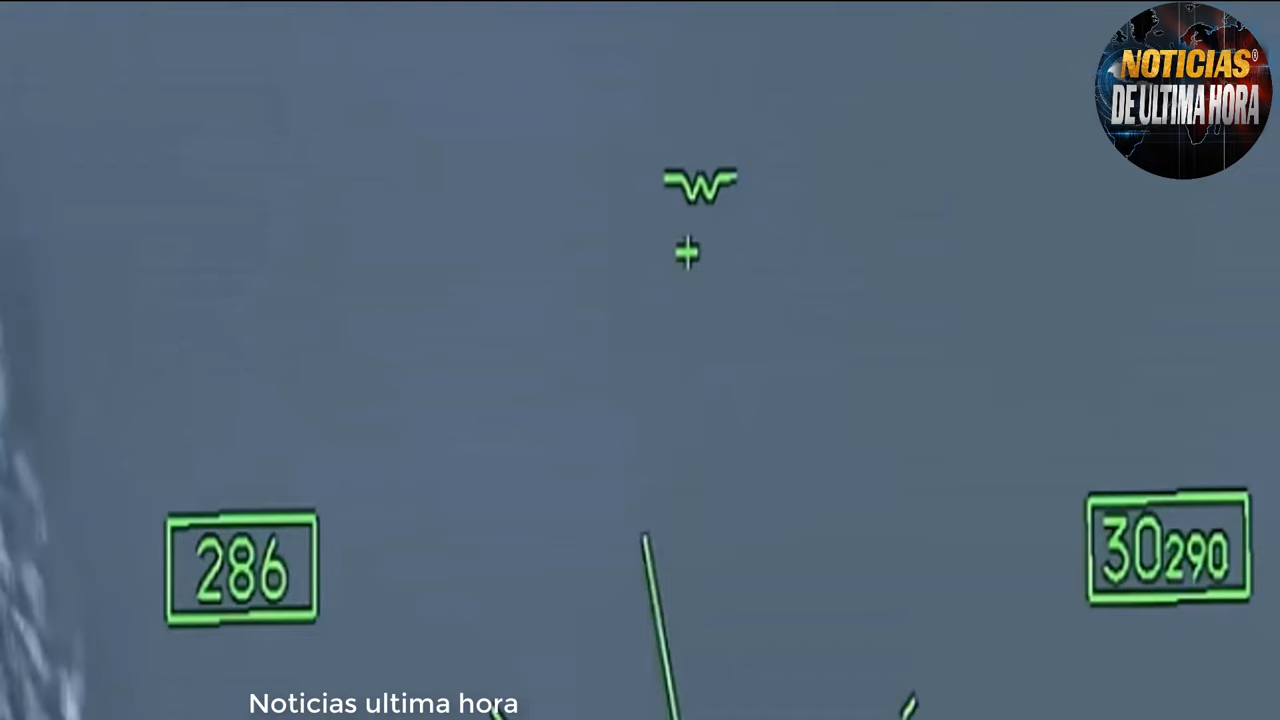 NOTICIAS
DE ULTIMA HORA
286
30290
Noticias ultima hora